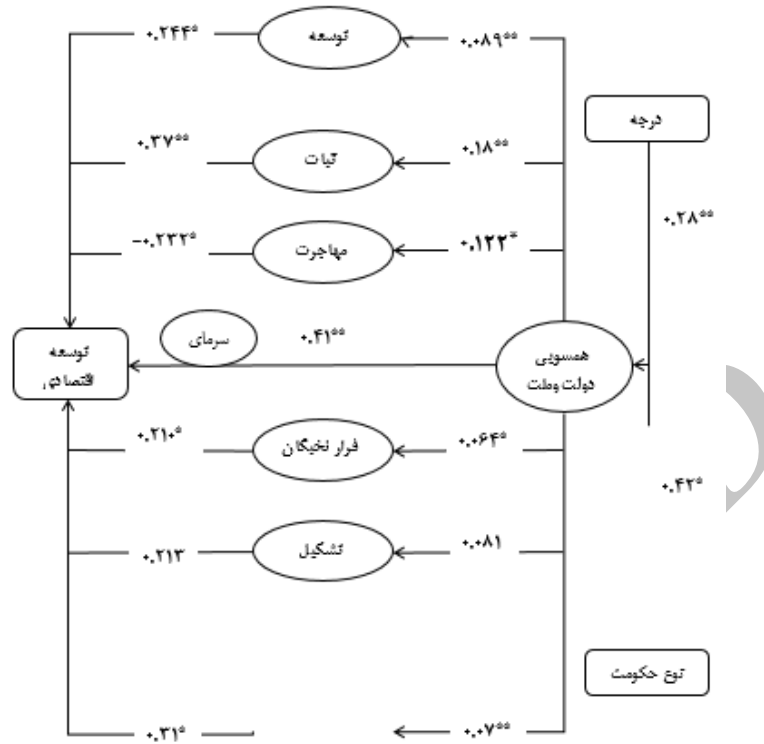 ۰.۲۴۴* توسعه ۰.۰۸۹**
درجه
۰.۳۷** ثبات ۰.۱۸**
۰.۲۸**
-۰.۲۳۲* مهاجرت ۰.۱۲۲*
سرمای ۰.۴۱**
توسعه
اقتصادی
همسویی
دولت وملت
۰.۲۱۰* فرار نخبگان ۰.۰۶۴*
۰.۴۲*
۰.۲۱۳ تشکیل ۰.۰۸۱
نوع حکومت
۰.۳۱* ۰.۰۷**